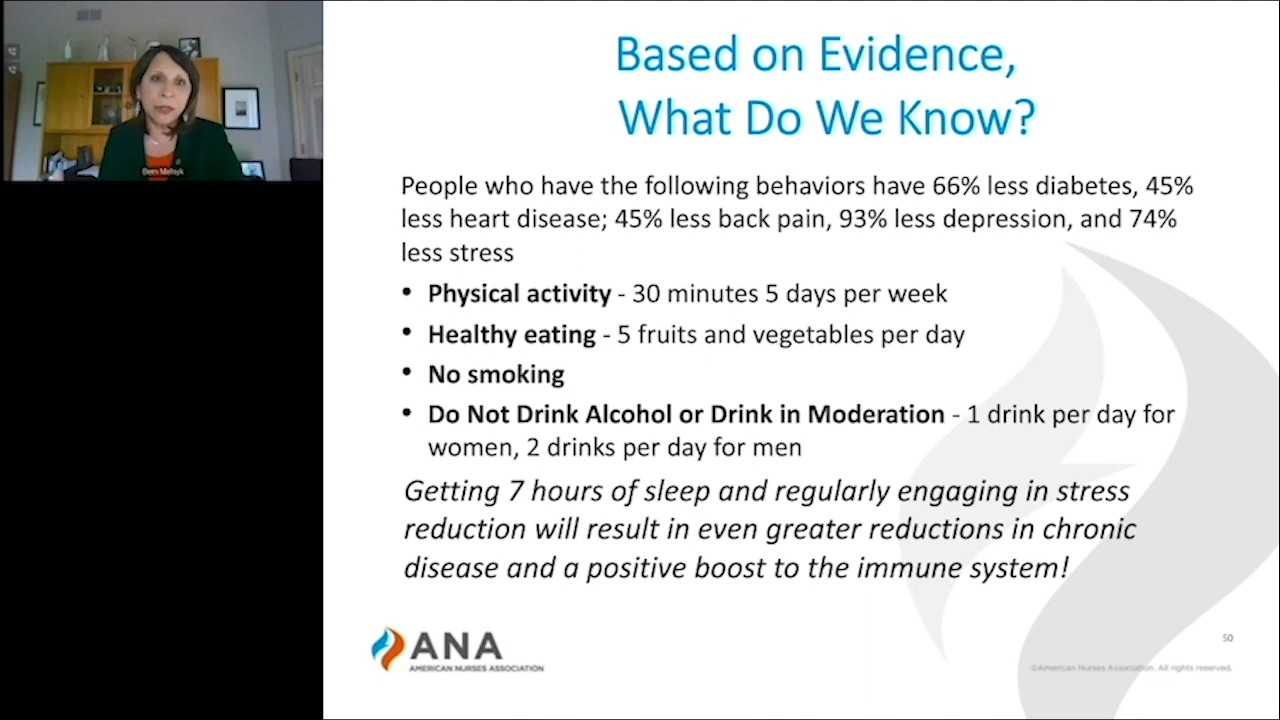 Based on Evidence,
What Do We Know?
People who have the following behaviors have 66% less diabetes, 45%
less heart disease; 45% less back pain, 93% less depression, and 74%
less stress
• Physical activity - 30 minutes 5 days per week
• Healthy eating - 5 fruits and vegetables per day
• No smoking
• Do Not Drink Alcohol or Drink in Moderation - 1 drink per day for
women, 2 drinks per day for men
Getting 7 hours of sleep and regularly engaging in stress
reduction will result in even greater reductions in chronic
disease and a positive boost to the immune system!
Bern Melnyk
ANA
AMERICAN NURSES ASSOCIATION
50
©American Nurses Association. All rights reserved.